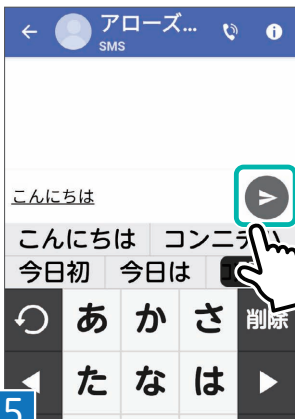 アローズ...
SMS
こんにちは
こんにちは コンニチ
今日初 今日は
あ か さ 削除
た な は
5